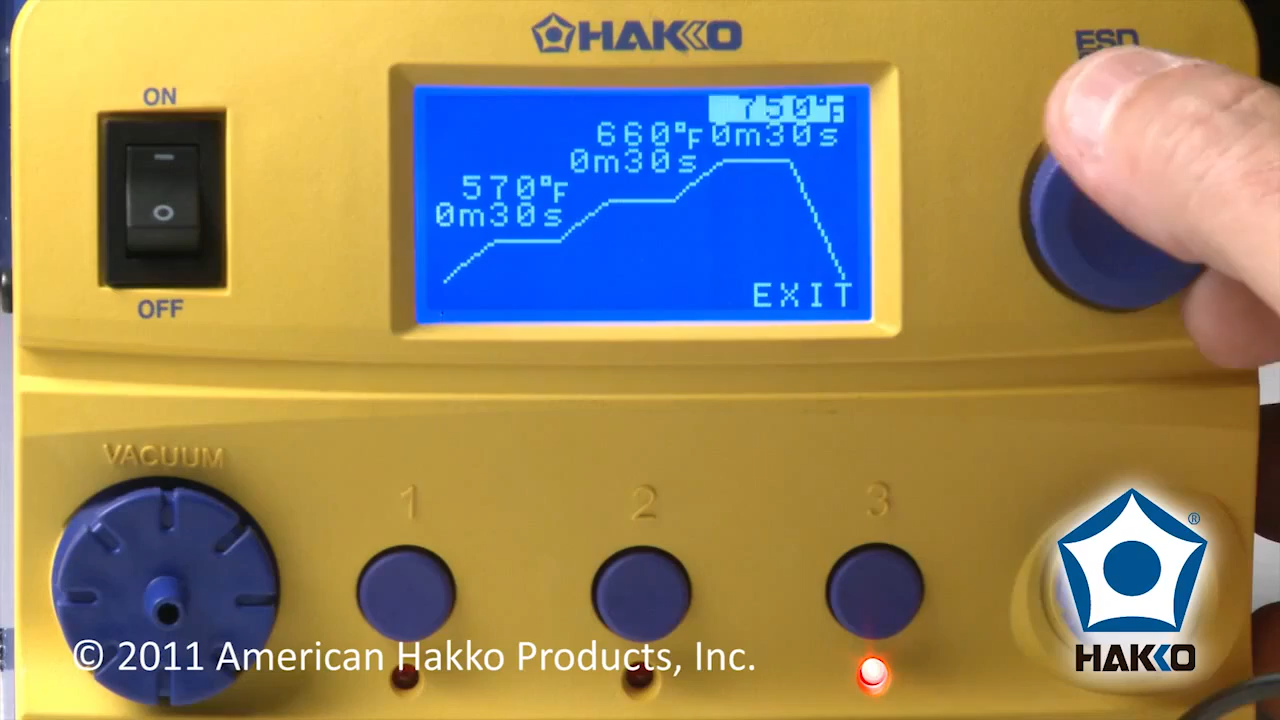 HAKKO
ESD
ON
750°F
660°F 0m30s
0m30s
570°F
0m30s
EXIT
OFF
VACUUM
1 2 3
®
HAKKO
© 2011 American Hakko Products, Inc.